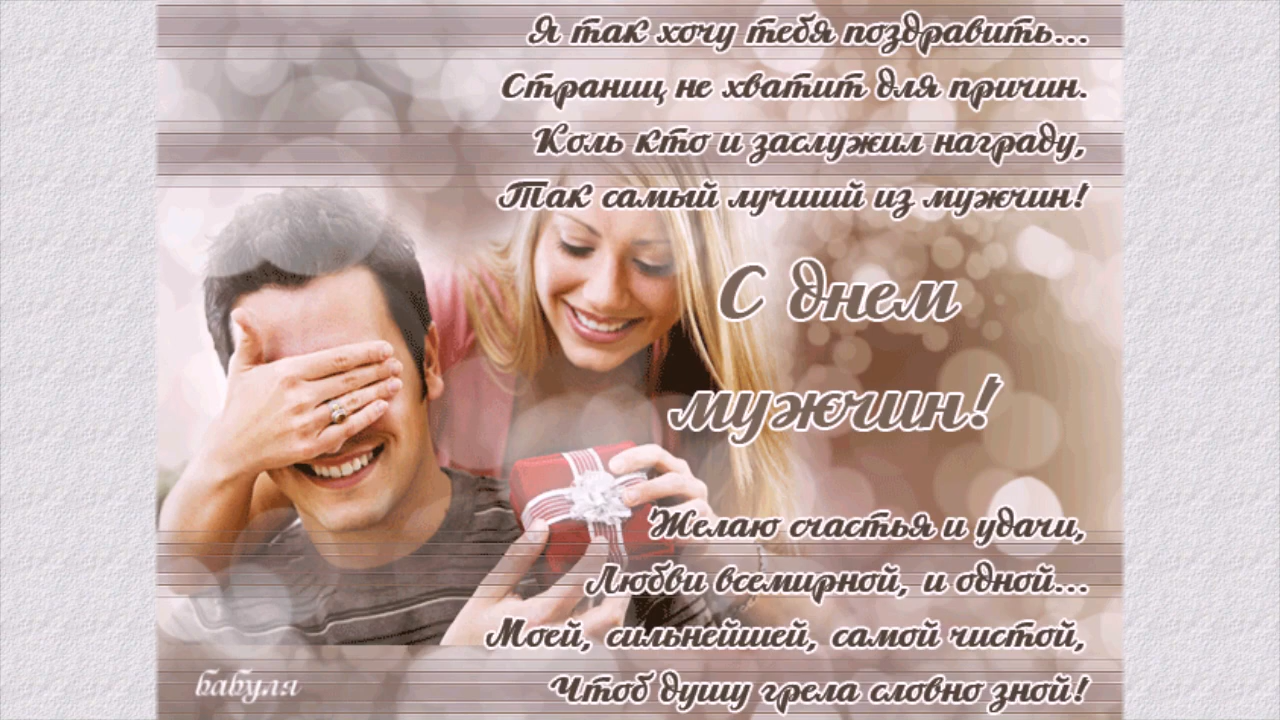 Я так хочу тебя поздравить...
Страниц не хватит для причин.
Коль кто и заслужил награду,
Так самый лучший из мужчин!
С днем
мужчин!
Желаю счастья и удачи,
Любви всемирной, и одной...
Моей, сильнейшей, самой чистой,
Чтоб душу грела словно зной!
бабуля